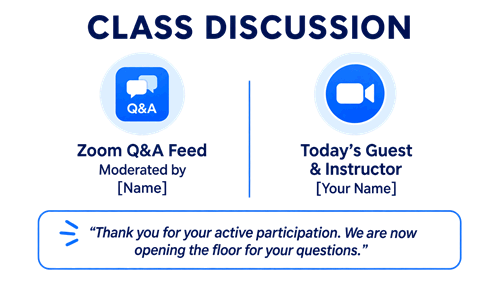 CLASS DISCUSSION
Q&A
Zoom Q&A Feed
Moderated by
[Name]
Today's Guest
& Instructor
[Your Name]
"Thank you for your active participation. We are now
opening the floor for your questions."